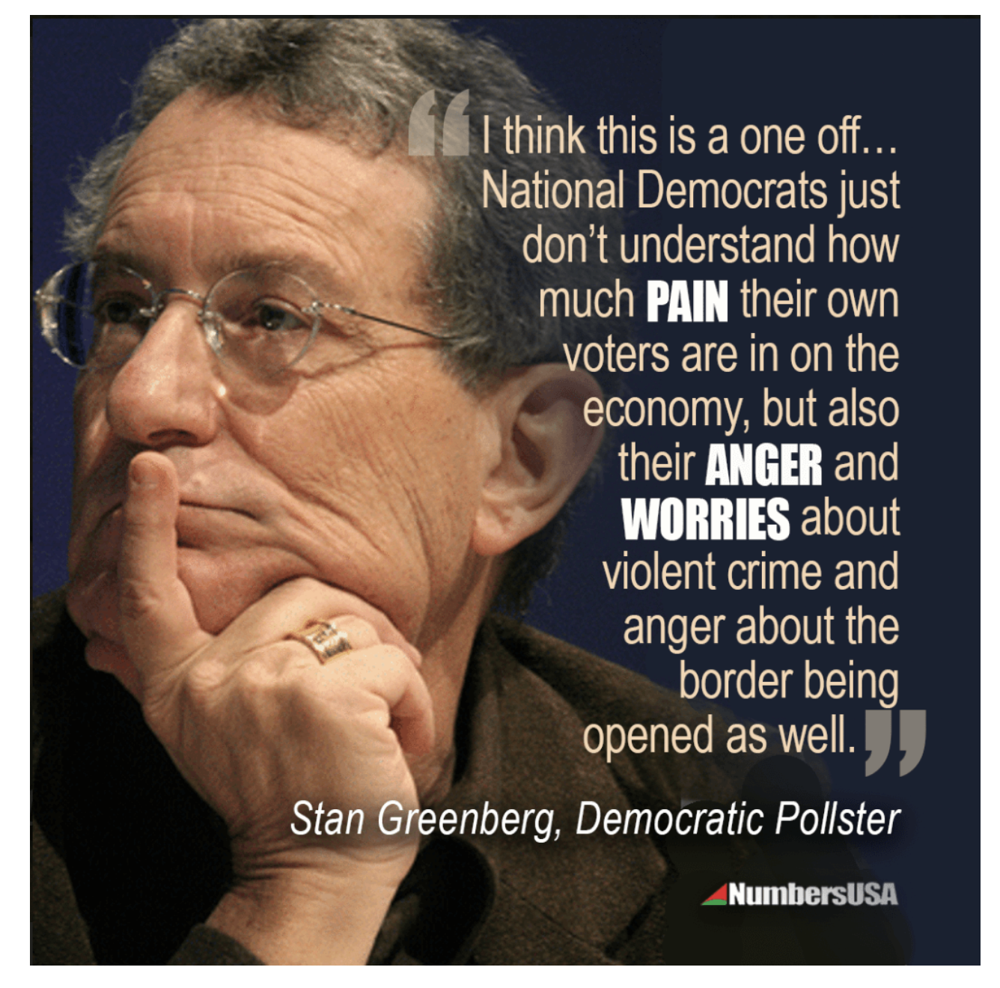 “I think this is a one off...
National Democrats just
don't understand how
much PAIN their own
voters are in on the
economy, but also
their ANGER and
WORRIES about
violent crime and
anger about the
border being
opened as well.”
Stan Greenberg, Democratic Pollster
NumbersUSA